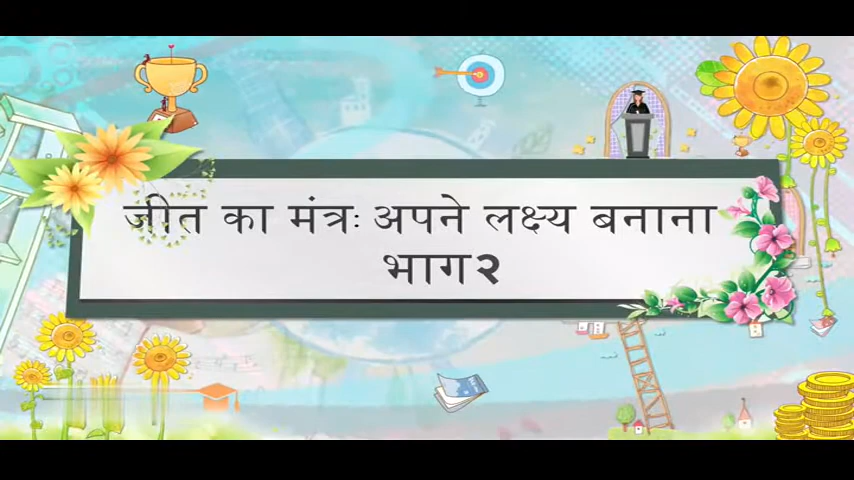 जीत का मंत्रः अपने लक्ष्य बनाना
भाग२